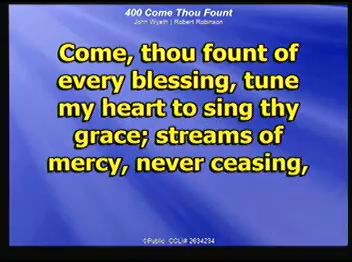 400 Come Thou Fount
John Wyeth | Robert Robinson
Come, thou fount of
every blessing, tune
my heart to sing thy
grace; streams of
mercy, never ceasing,
©Public CCLI# 2634234